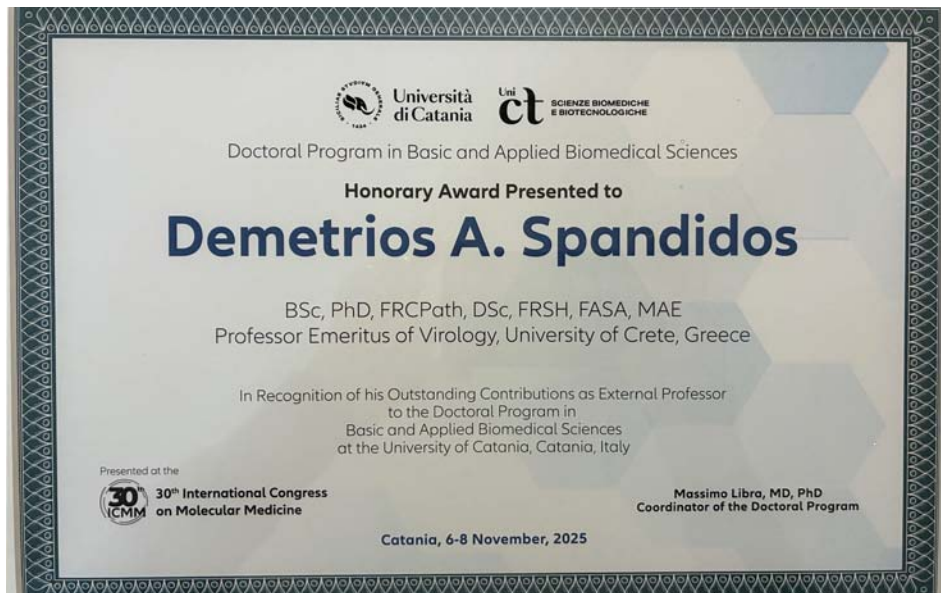 SICILIAE STUDIUM GENERALE
1434
Università
di Catania
Uni
ct
SCIENZE BIOMEDICHE
E BIOTECNOLOGICHE
Doctoral Program in Basic and Applied Biomedical Sciences
Honorary Award Presented to
Demetrios A. Spandidos
BSc, PhD, FRCPath, DSc, FRSH, FASA, MAE
Professor Emeritus of Virology, University of Crete, Greece
In Recognition of his Outstanding Contributions as External Professor
to the Doctoral Program in
Basic and Applied Biomedical Sciences
at the University of Catania, Catania, Italy
Presented at the
30th
ICMM
30th International Congress
on Molecular Medicine
Massimo Libra, MD, PhD
Coordinator of the Doctoral Program
Catania, 6-8 November, 2025